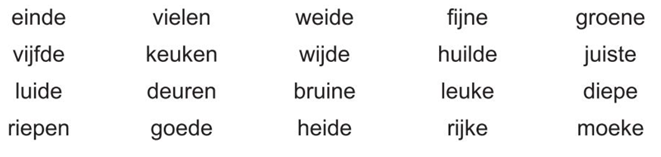 einde vielen weide fijne groene
vijfde keuken wijde huilde juiste
luide deuren bruine leuke diepe
riepen goede heide rijke moeke